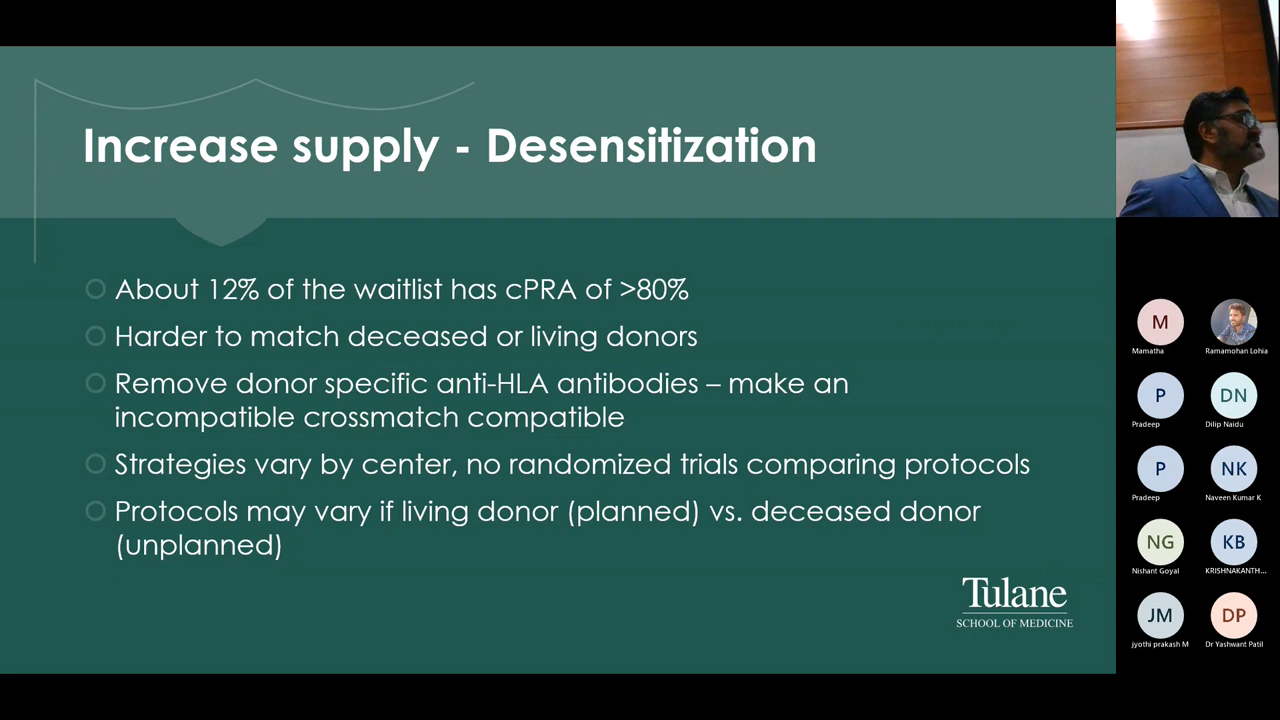 Increase supply - Desensitization
About 12% of the waitlist has cPRA of >80%
Harder to match deceased or living donors
Remove donor specific anti-HLA antibodies – make an
incompatible crossmatch compatible
Strategies vary by center, no randomized trials comparing protocols
Protocols may vary if living donor (planned) vs. deceased donor
(unplanned)
Tulane
SCHOOL OF MEDICINE
M
Mamatha
Ramamohan Lohia
P
Pradeep
DN
Dilip Naidu
P
Pradeep
NK
Naveen Kumar K
NG
Nishant Goyal
KB
KRISHNAKANTH...
JM
jyothi prakash M
DP
Dr Yashwant Patil